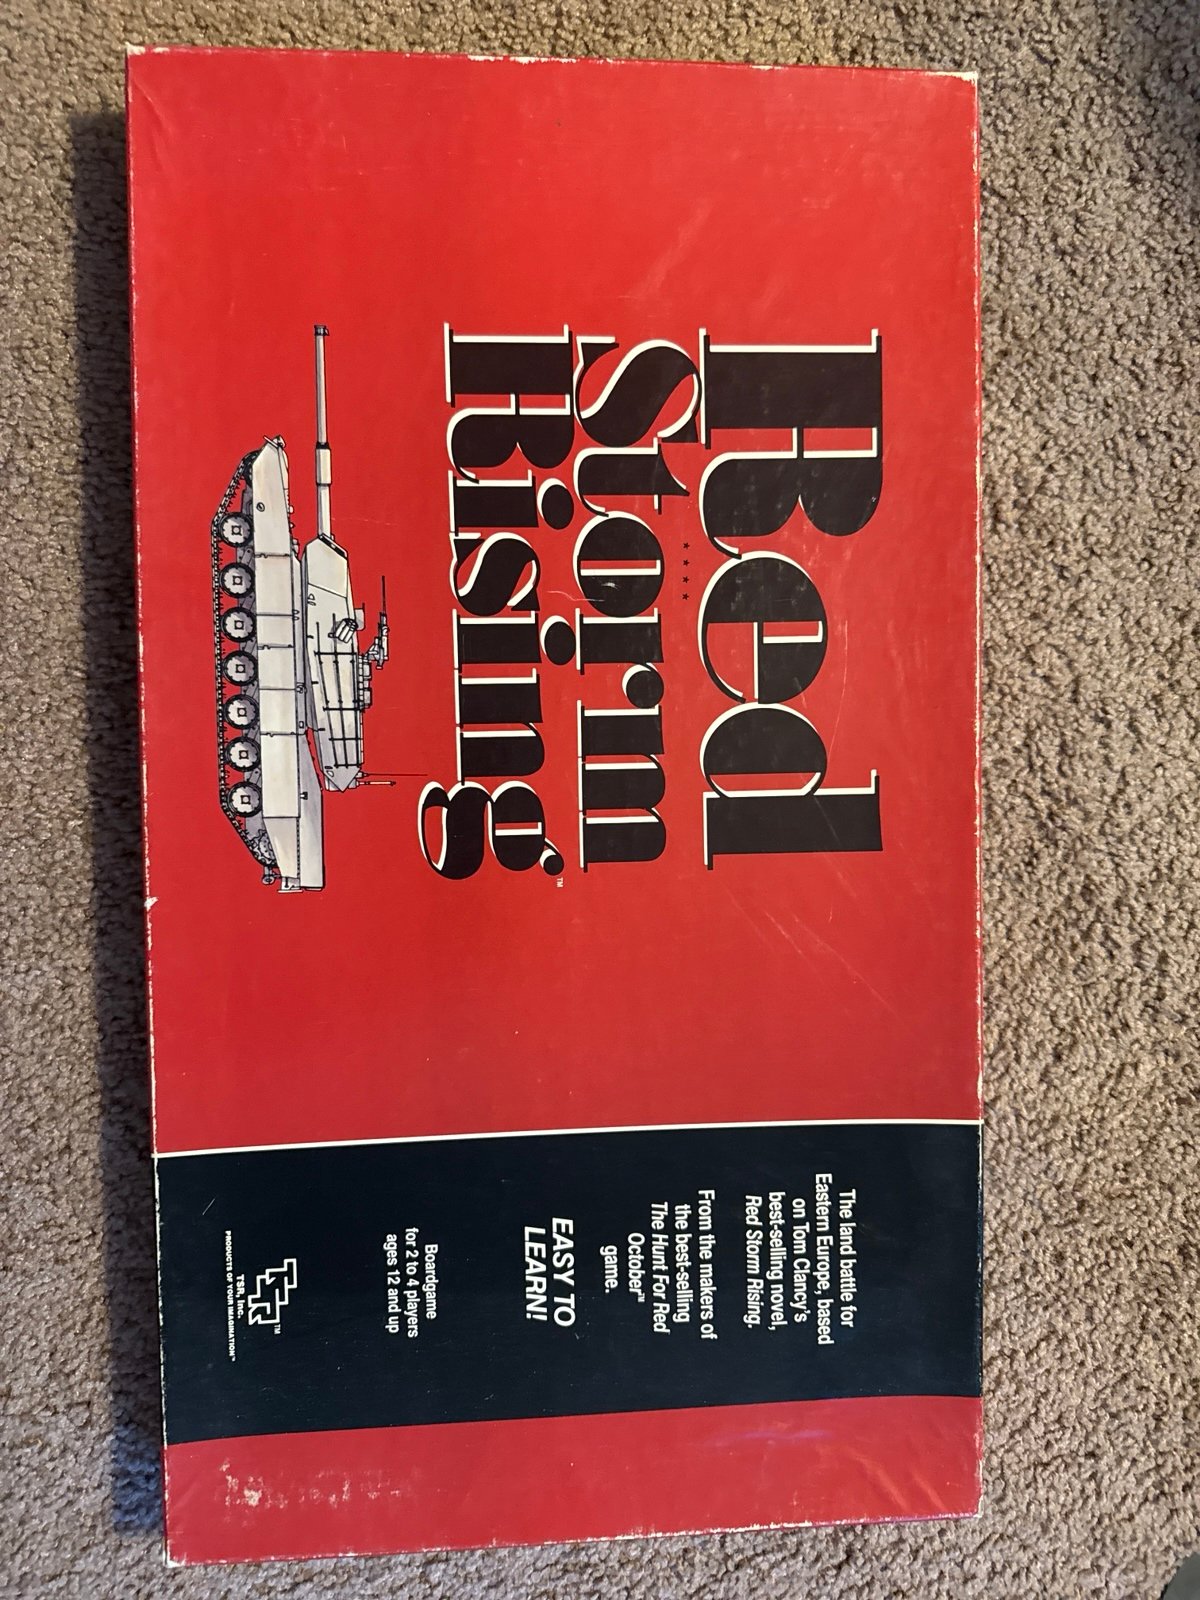 Red
★★★★
Storm
Rising™
The land battle for
Eastern Europe, based
on Tom Clancy's
best-selling novel,
Red Storm Rising.
From the makers of
the best-selling
The Hunt For Red
October™
game.
EASY TO
LEARN!
Boardgame
for 2 to 4 players
ages 12 and up
TSR™
TSR, Inc.
PRODUCTS OF YOUR IMAGINATION™